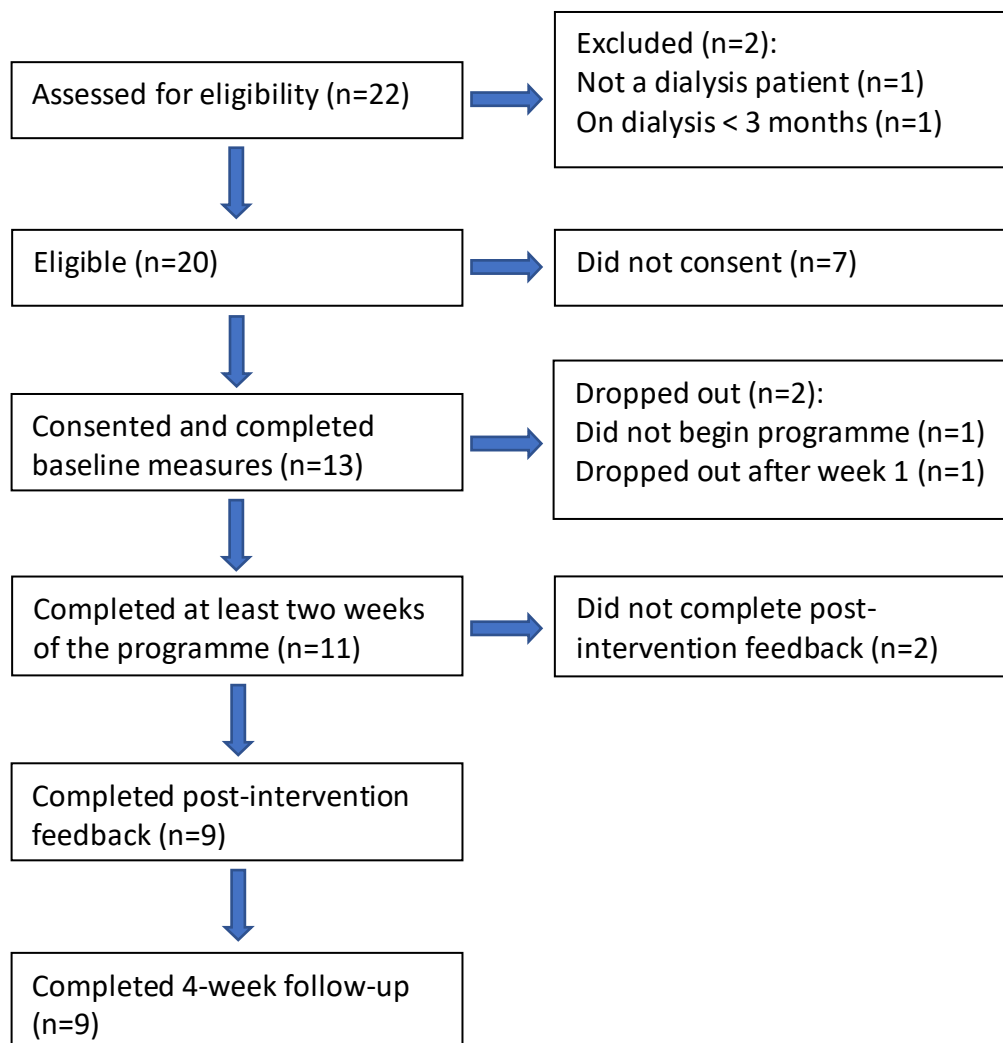 Assessed for eligibility (n=22)
Excluded (n=2):
Not a dialysis patient (n=1)
On dialysis < 3 months (n=1)
Eligible (n=20)
Did not consent (n=7)
Consented and completed
baseline measures (n=13)
Dropped out (n=2):
Did not begin programme (n=1)
Dropped out after week 1 (n=1)
Completed at least two weeks
of the programme (n=11)
Did not complete post-
intervention feedback (n=2)
Completed post-intervention
feedback (n=9)
Completed 4-week follow-up
(n=9)